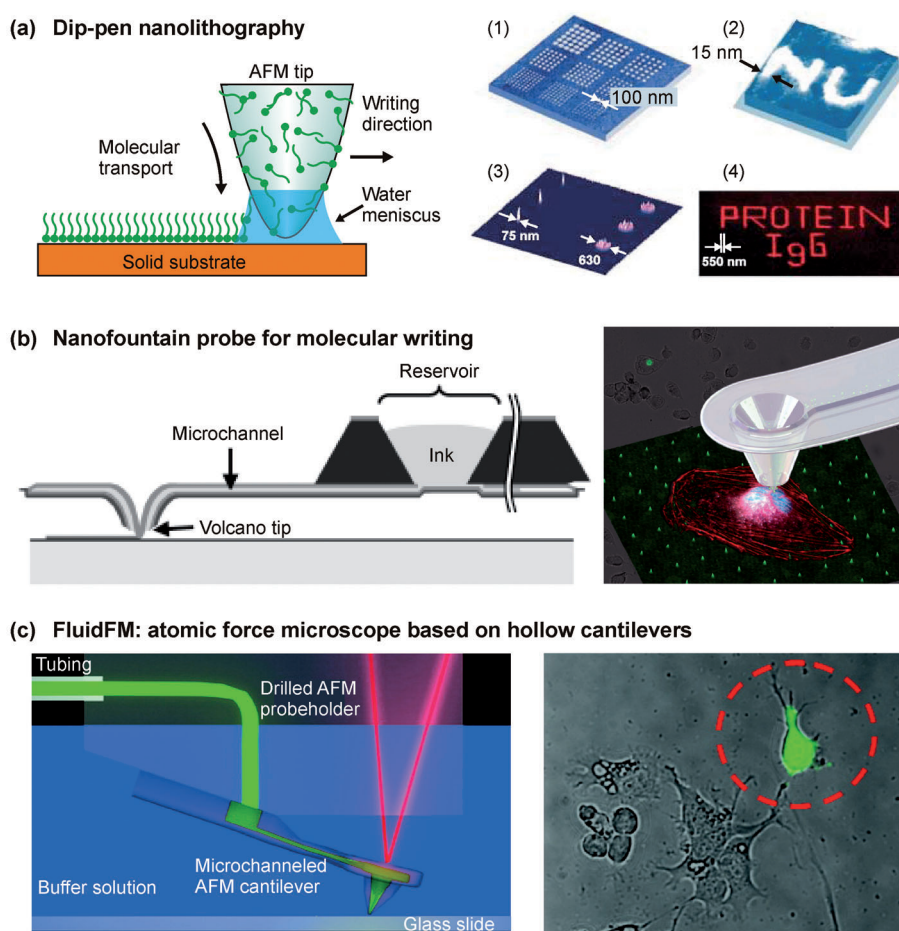 (a) Dip-pen nanolithography
AFM tip
Writing
direction
Molecular
transport
Water
meniscus
Solid substrate
(1)
100 nm
(2)
15 nm
NU
(3)
75 nm
630
(4)
PROTEIN
IgG
550 nm
(b) Nanofountain probe for molecular writing
Reservoir
Microchannel
Ink
Volcano tip
(c) FluidFM: atomic force microscope based on hollow cantilevers
Tubing
Drilled AFM
probeholder
Microchanneled
AFM cantilever
Buffer solution
Glass slide